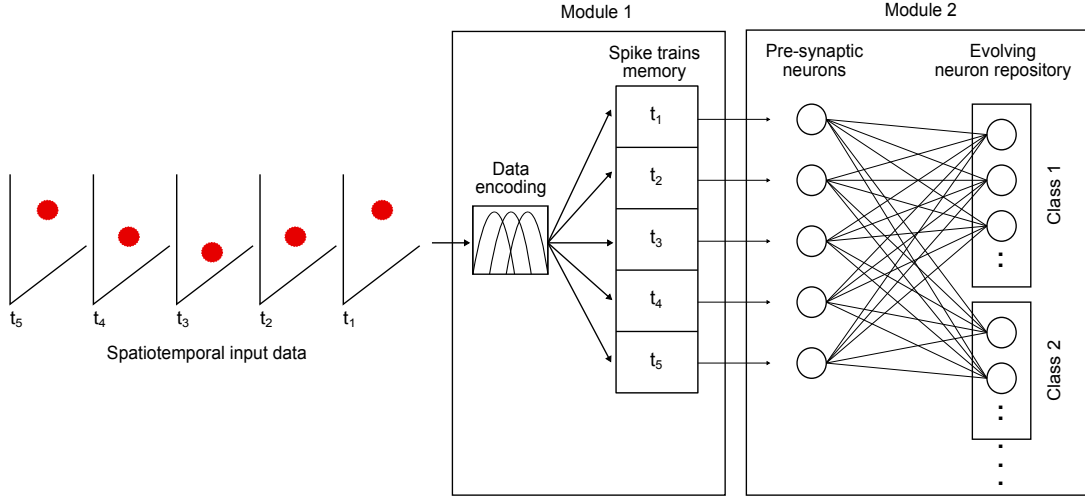 Module 1
Module 2
Spike trains
memory
Pre-synaptic
neurons
Evolving
neuron repository
Data
encoding
t1
t2
t3
t4
t5
Class 1
Class 2
t5
t4
t3
t2
t1
Spatiotemporal input data